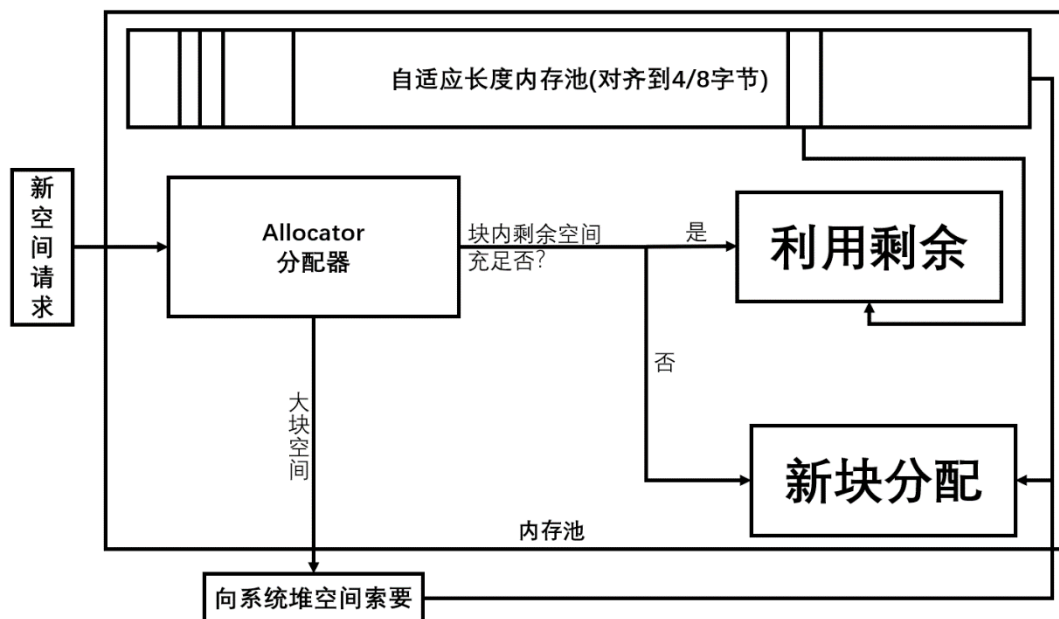 自适应长度内存池(对齐到4/8字节)
新空间请求
Allocator
分配器
块内剩余空间
充足否?
是
利用剩余
否
大块空间
新块分配
内存池
向系统堆空间索要